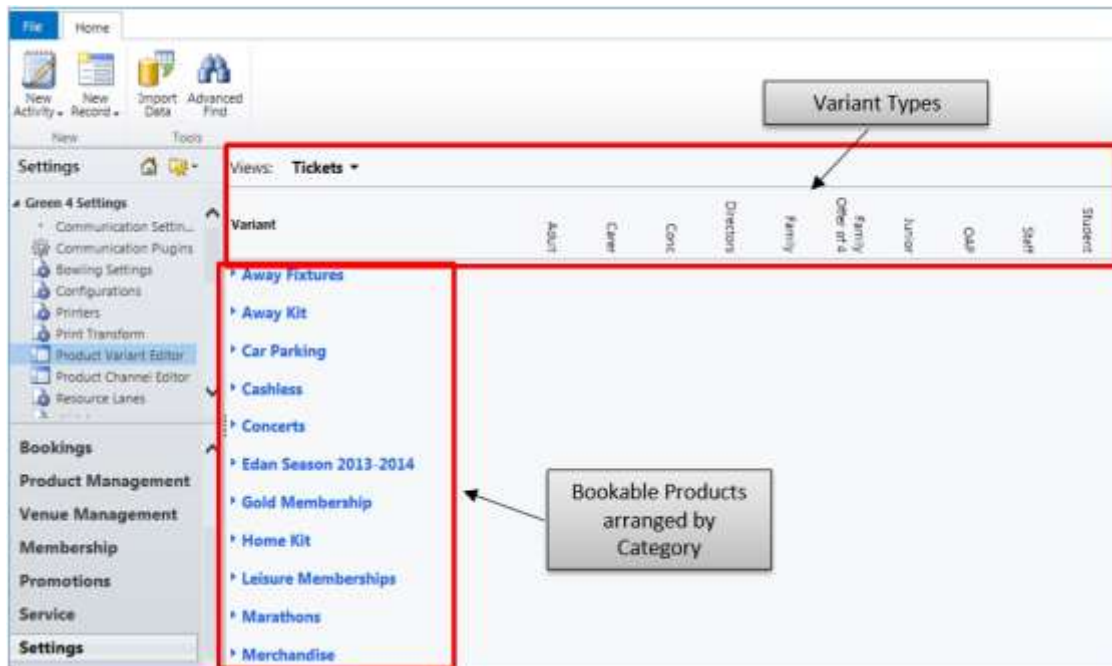 File Home
New Activity
New Record
Import Data
Advanced Find
New Tools
Settings
Green 4 Settings
Communication Settin...
Communication Plugins
Bowling Settings
Configurations
Printers
Print Transform
Product Variant Editor
Product Channel Editor
Resource Lanes
Bookings
Product Management
Venue Management
Membership
Promotions
Service
Settings
Variant Types
Views: Tickets
Variant
Adult
Carer
Conc
Directors
Family
Family Offer of 4
Junior
OAP
Staff
Student
Away Fixtures
Away Kit
Car Parking
Cashless
Concerts
Edan Season 2013-2014
Gold Membership
Home Kit
Leisure Memberships
Marathons
Merchandise
Bookable Products
arranged by
Category